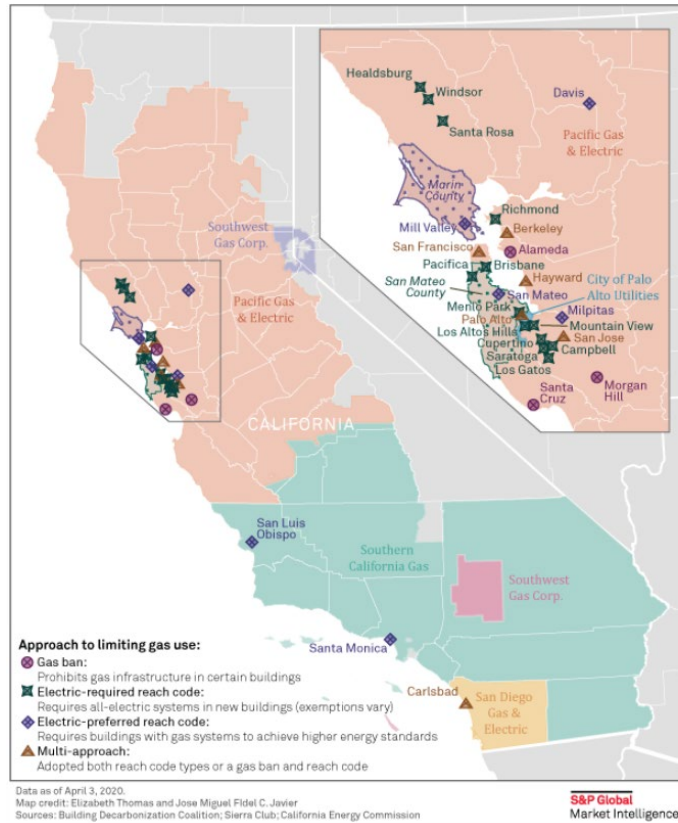 Healdsburg
Windsor
Davis
Santa Rosa
Pacific Gas
& Electric
Marin
County
Richmond
Mill Valley
Berkeley
San Francisco
Alameda
Pacifica
Brisbane
Hayward
San Mateo
County
San Mateo
City of Palo
Alto Utilities
Menlo Park
Palo Alto
Milpitas
Los Altos Hills
Mountain View
Cupertino
San Jose
Saratoga
Campbell
Los Gatos
Santa
Cruz
Morgan
Hill
Southwest
Gas Corp.
Pacific Gas
& Electric
CALIFORNIA
San Luis
Obispo
Southern
California Gas
Southwest
Gas Corp.
Santa Monica
Carlsbad
San Diego
Gas &
Electric
Approach to limiting gas use:
Gas ban:
Prohibits gas infrastructure in certain buildings
Electric-required reach code:
Requires all-electric systems in new buildings (exemptions vary)
Electric-preferred reach code:
Requires buildings with gas systems to achieve higher energy standards
Multi-approach:
Adopted both reach code types or a gas ban and reach code
Data as of April 3, 2020.
Map credit: Elizabeth Thomas and Jose Miguel FIdel C. Javier
Sources: Building Decarbonization Coalition; Sierra Club; California Energy Commission
S&P Global
Market Intelligence